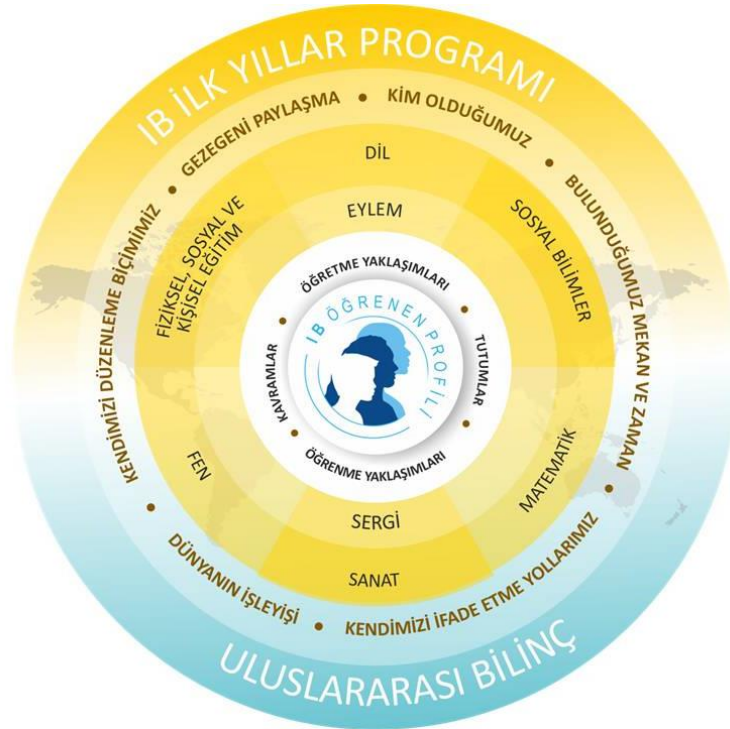 IB İLK YILLAR PROGRAMI
GEZEGENİ PAYLAŞMA
KİM OLDUĞUMUZ
BULUNDUĞUMUZ MEKAN VE ZAMAN
KENDİMİZİ İFADE ETME YOLLARIMIZ
DÜNYANIN İŞLEYİŞİ
KENDİMİZİ DÜZENLEME BİÇİMİMİZ
DİL
SOSYAL BİLİMLER
MATEMATİK
SANAT
FEN
FİZİKSEL, SOSYAL VE
KİŞİSEL EĞİTİM
EYLEM
SERGİ
ÖĞRETME YAKLAŞIMLARI
TUTUMLAR
ÖĞRENME YAKLAŞIMLARI
KAVRAMLAR
IB ÖĞRENEN PROFILI
ULUSLARARASI BİLİNÇ